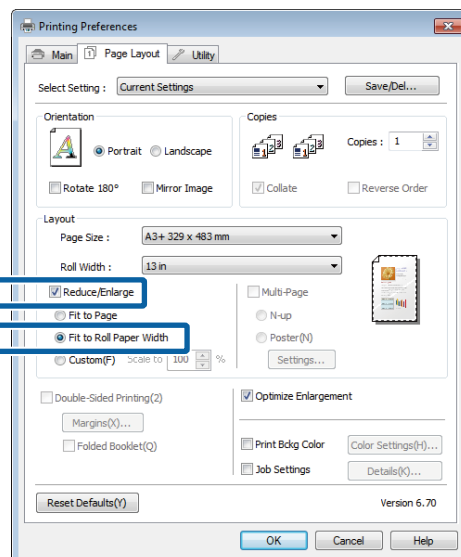 Printing Preferences
Main Page Layout Utility
Select Setting : Current Settings Save/Del...
Orientation Copies
Portrait Landscape Copies : 1
Rotate 180° Mirror Image Collate Reverse Order
Layout
Page Size : A3+ 329 x 483 mm
Roll Width : 13 in
Reduce/Enlarge Multi-Page
Fit to Page N-up
Fit to Roll Paper Width Poster(N)
Custom(F) Scale to 100 % Settings...
Double-Sided Printing(2) Optimize Enlargement
Margins(X)...
Folded Booklet(Q) Print Bckg Color Color Settings(H)...
Job Settings Details(K)...
Reset Defaults(Y) Version 6.70
OK Cancel Help